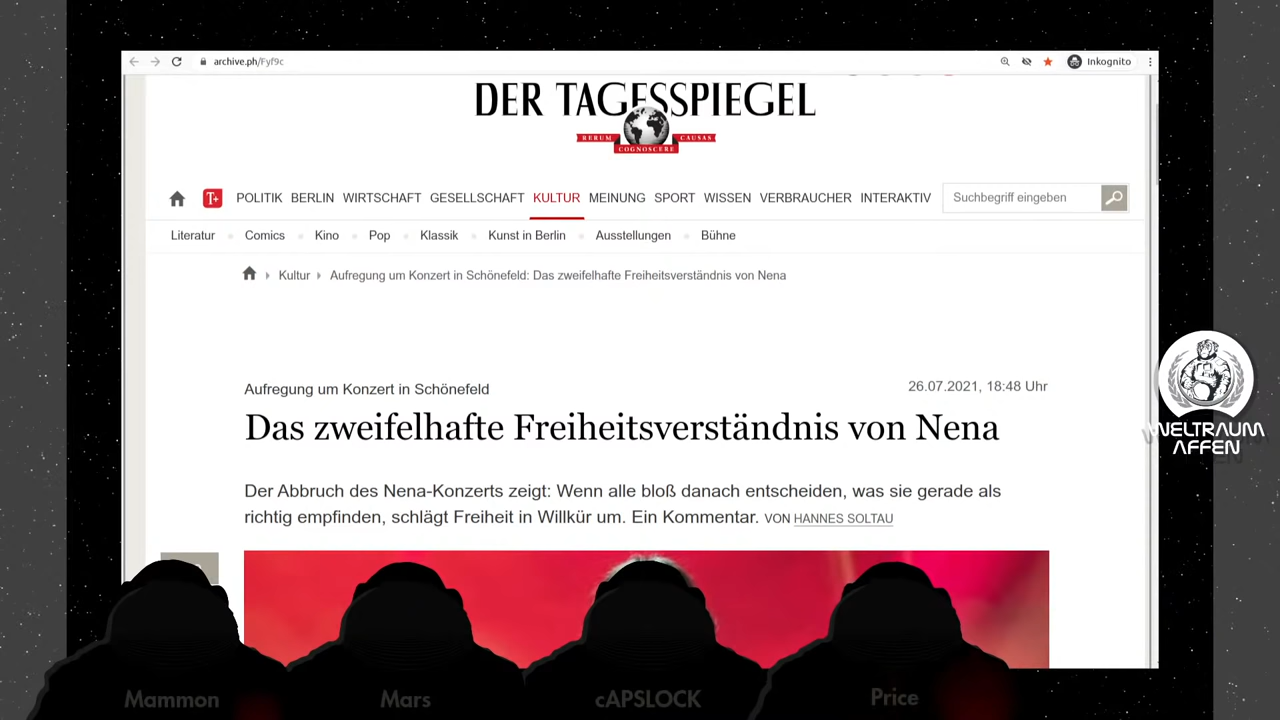 archive.ph/Fyf9c
Inkognito
DER TAGESSPIEGEL
RERUM CAUSAS
COGNOSCERE
T+ POLITIK BERLIN WIRTSCHAFT GESELLSCHAFT KULTUR MEINUNG SPORT WISSEN VERBRAUCHER INTERAKTIV Suchbegriff eingeben
Literatur Comics Kino Pop Klassik Kunst in Berlin Ausstellungen Bühne
Kultur Aufregung um Konzert in Schönefeld: Das zweifelhafte Freiheitsverständnis von Nena
Aufregung um Konzert in Schönefeld
26.07.2021, 18:48 Uhr
Das zweifelhafte Freiheitsverständnis von Nena
Der Abbruch des Nena-Konzerts zeigt: Wenn alle bloß danach entscheiden, was sie gerade als
richtig empfinden, schlägt Freiheit in Willkür um. Ein Kommentar. VON HANNES SOLTAU
WELTRAUM
AFFEN
Mammon Mars cAPSLOCK Price